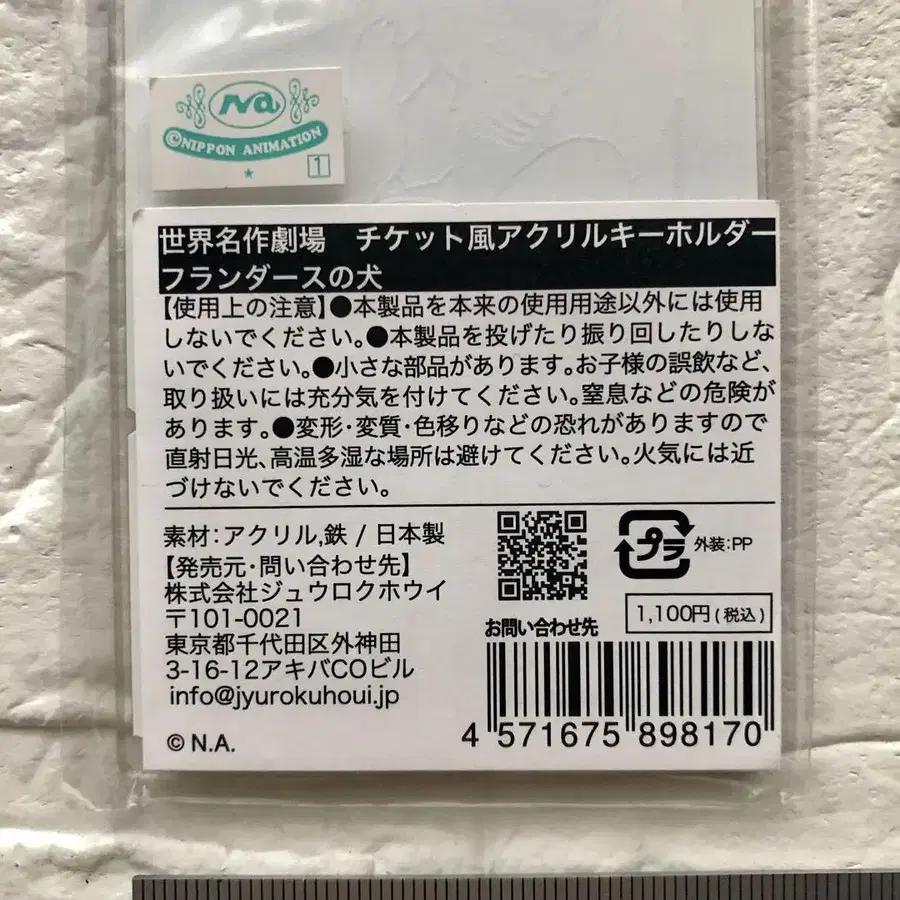 Na
©NIPPON ANIMATION
★
1
世界名作劇場　チケット風アクリルキーホルダー
フランダースの犬
【使用上の注意】●本製品を本来の使用用途以外には使用
しないでください。●本製品を投げたり振り回したりしな
いでください。●小さな部品があります。お子様の誤飲など、
取り扱いには充分気を付けてください。窒息などの危険が
あります。●変形・変質・色移りなどの恐れがありますので
直射日光、高温多湿な場所は避けてください。火気には近
づけないでください。
素材：アクリル,鉄 / 日本製
【発売元・問い合わせ先】
株式会社ジュウロクホウイ
〒101-0021
東京都千代田区外神田
3-16-12アキバCOビル
info@jyurokuhoui.jp
© N.A.
お問い合わせ先
プラ
外装：PP
1,100円（税込）
4 571675 898170